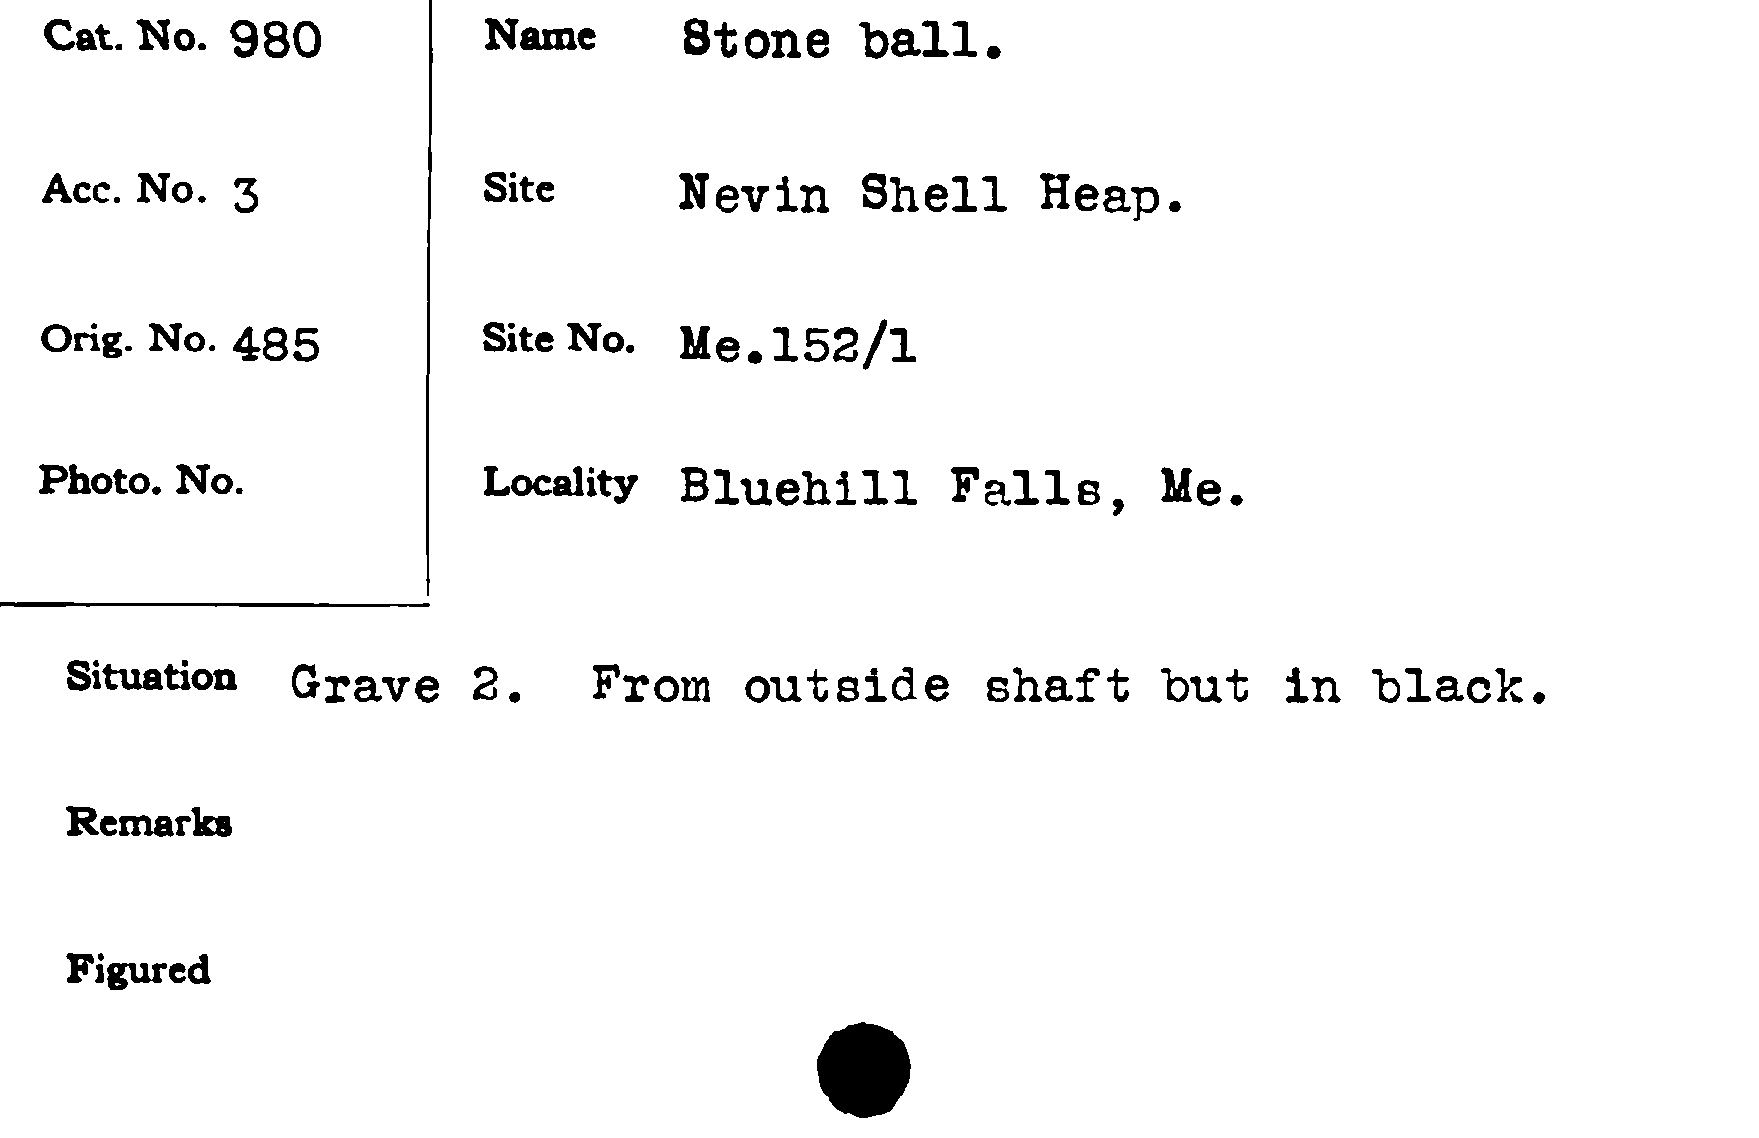 Cat. No. 980
Name Stone ball.
Acc. No. 3
Site Nevin Shell Heap.
Orig. No. 485
Site No. Me.152/1
Photo. No.
Locality Bluehill Falls, Me.
Situation Grave 2. From outside shaft but in black.
Remarks
Figured